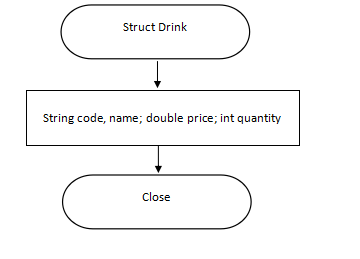 Struct Drink
String code, name; double price; int quantity
Close